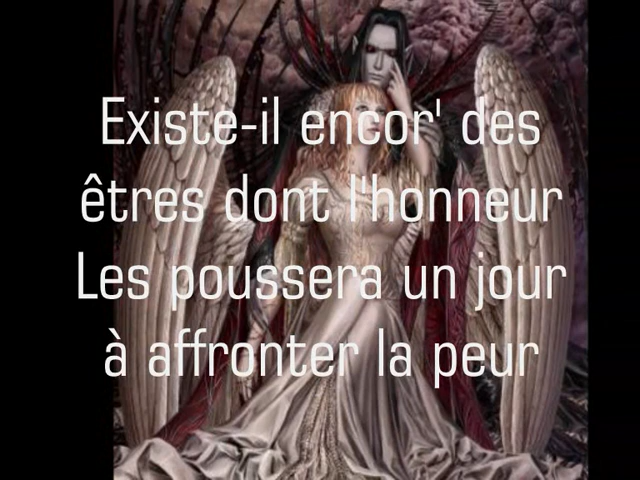 Existe-il encor' des
êtres dont l'honneur
Les poussera un jour
à affronter la peur